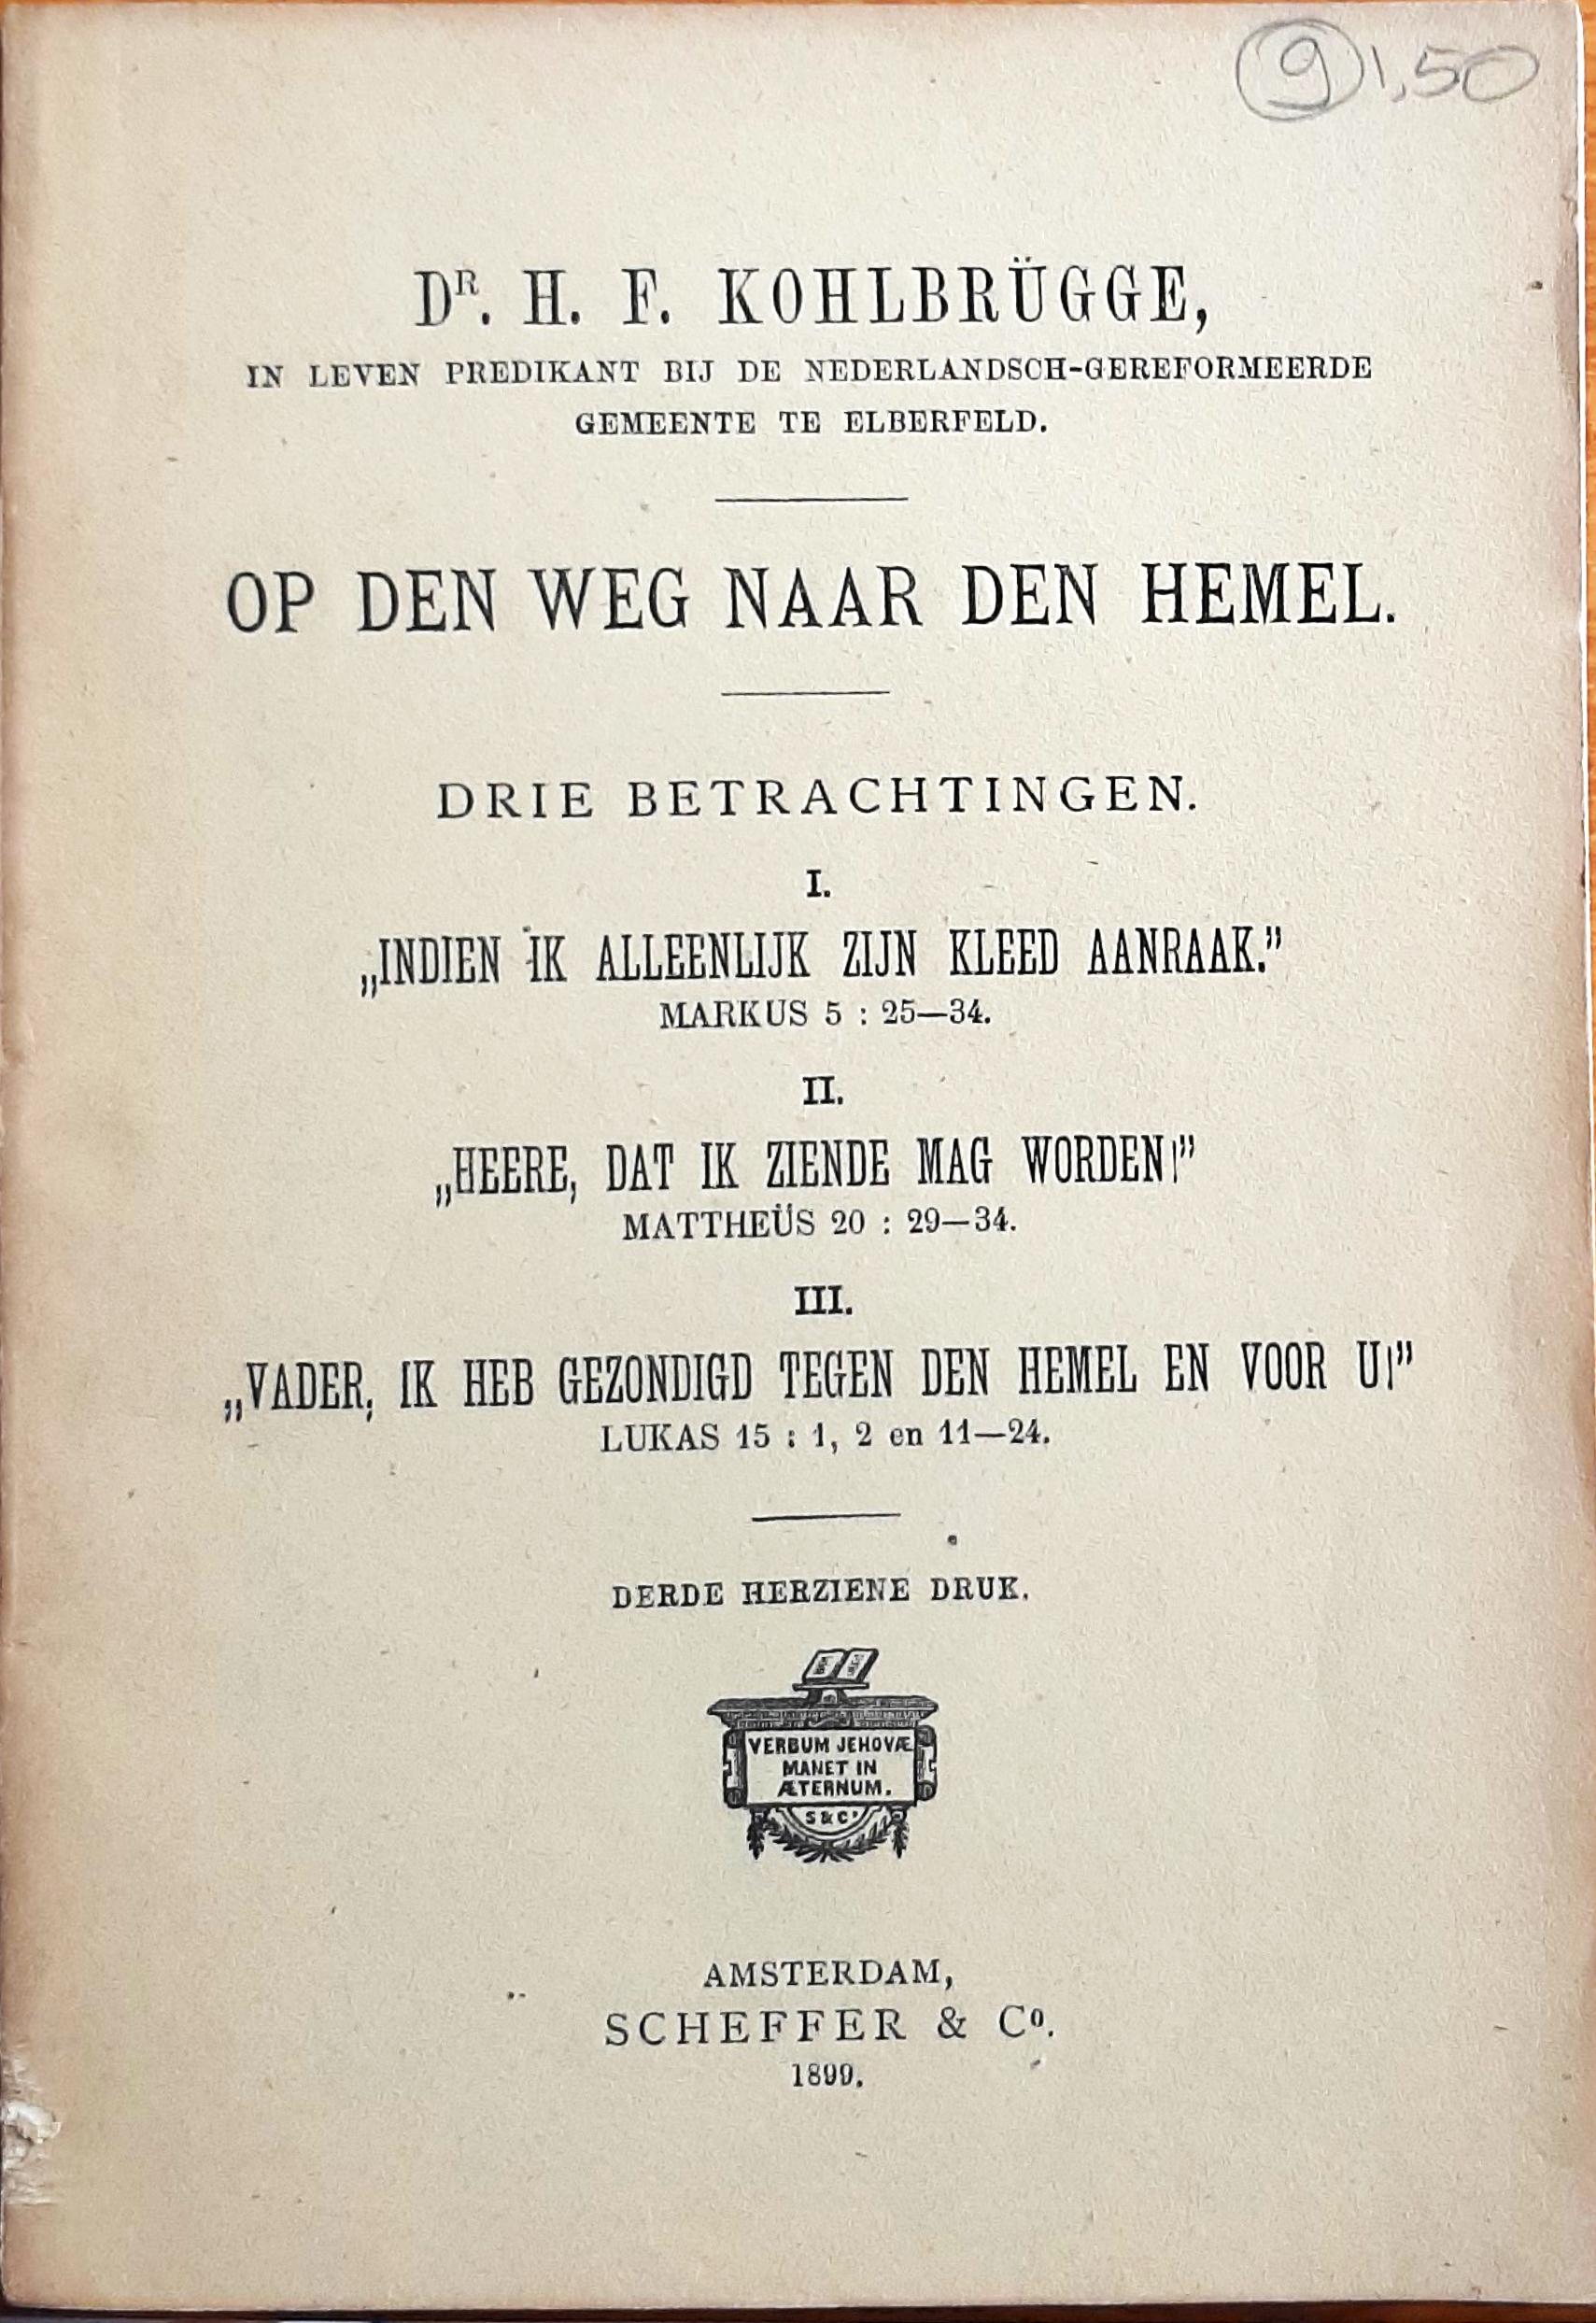 9 1,50
DR. H. F. KOHLBRÜGGE,
IN LEVEN PREDIKANT BIJ DE NEDERLANDSCH-GEREFORMEERDE
GEMEENTE TE ELBERFELD.
OP DEN WEG NAAR DEN HEMEL.
DRIE BETRACHTINGEN.
I.
„INDIEN IK ALLEENLIJK ZIJN KLEED AANRAAK.”
MARKUS 5 : 25—34.
II.
„HEERE, DAT IK ZIENDE MAG WORDEN!”
MATTHEÜS 20 : 29—34.
III.
„VADER, IK HEB GEZONDIGD TEGEN DEN HEMEL EN VOOR U!”
LUKAS 15 : 1, 2 en 11—24.
DERDE HERZIENE DRUK.
VERBUM JEHOVÆ
MANET IN
ÆTERNUM.
S & Cº
AMSTERDAM,
SCHEFFER & Cº.
1899.